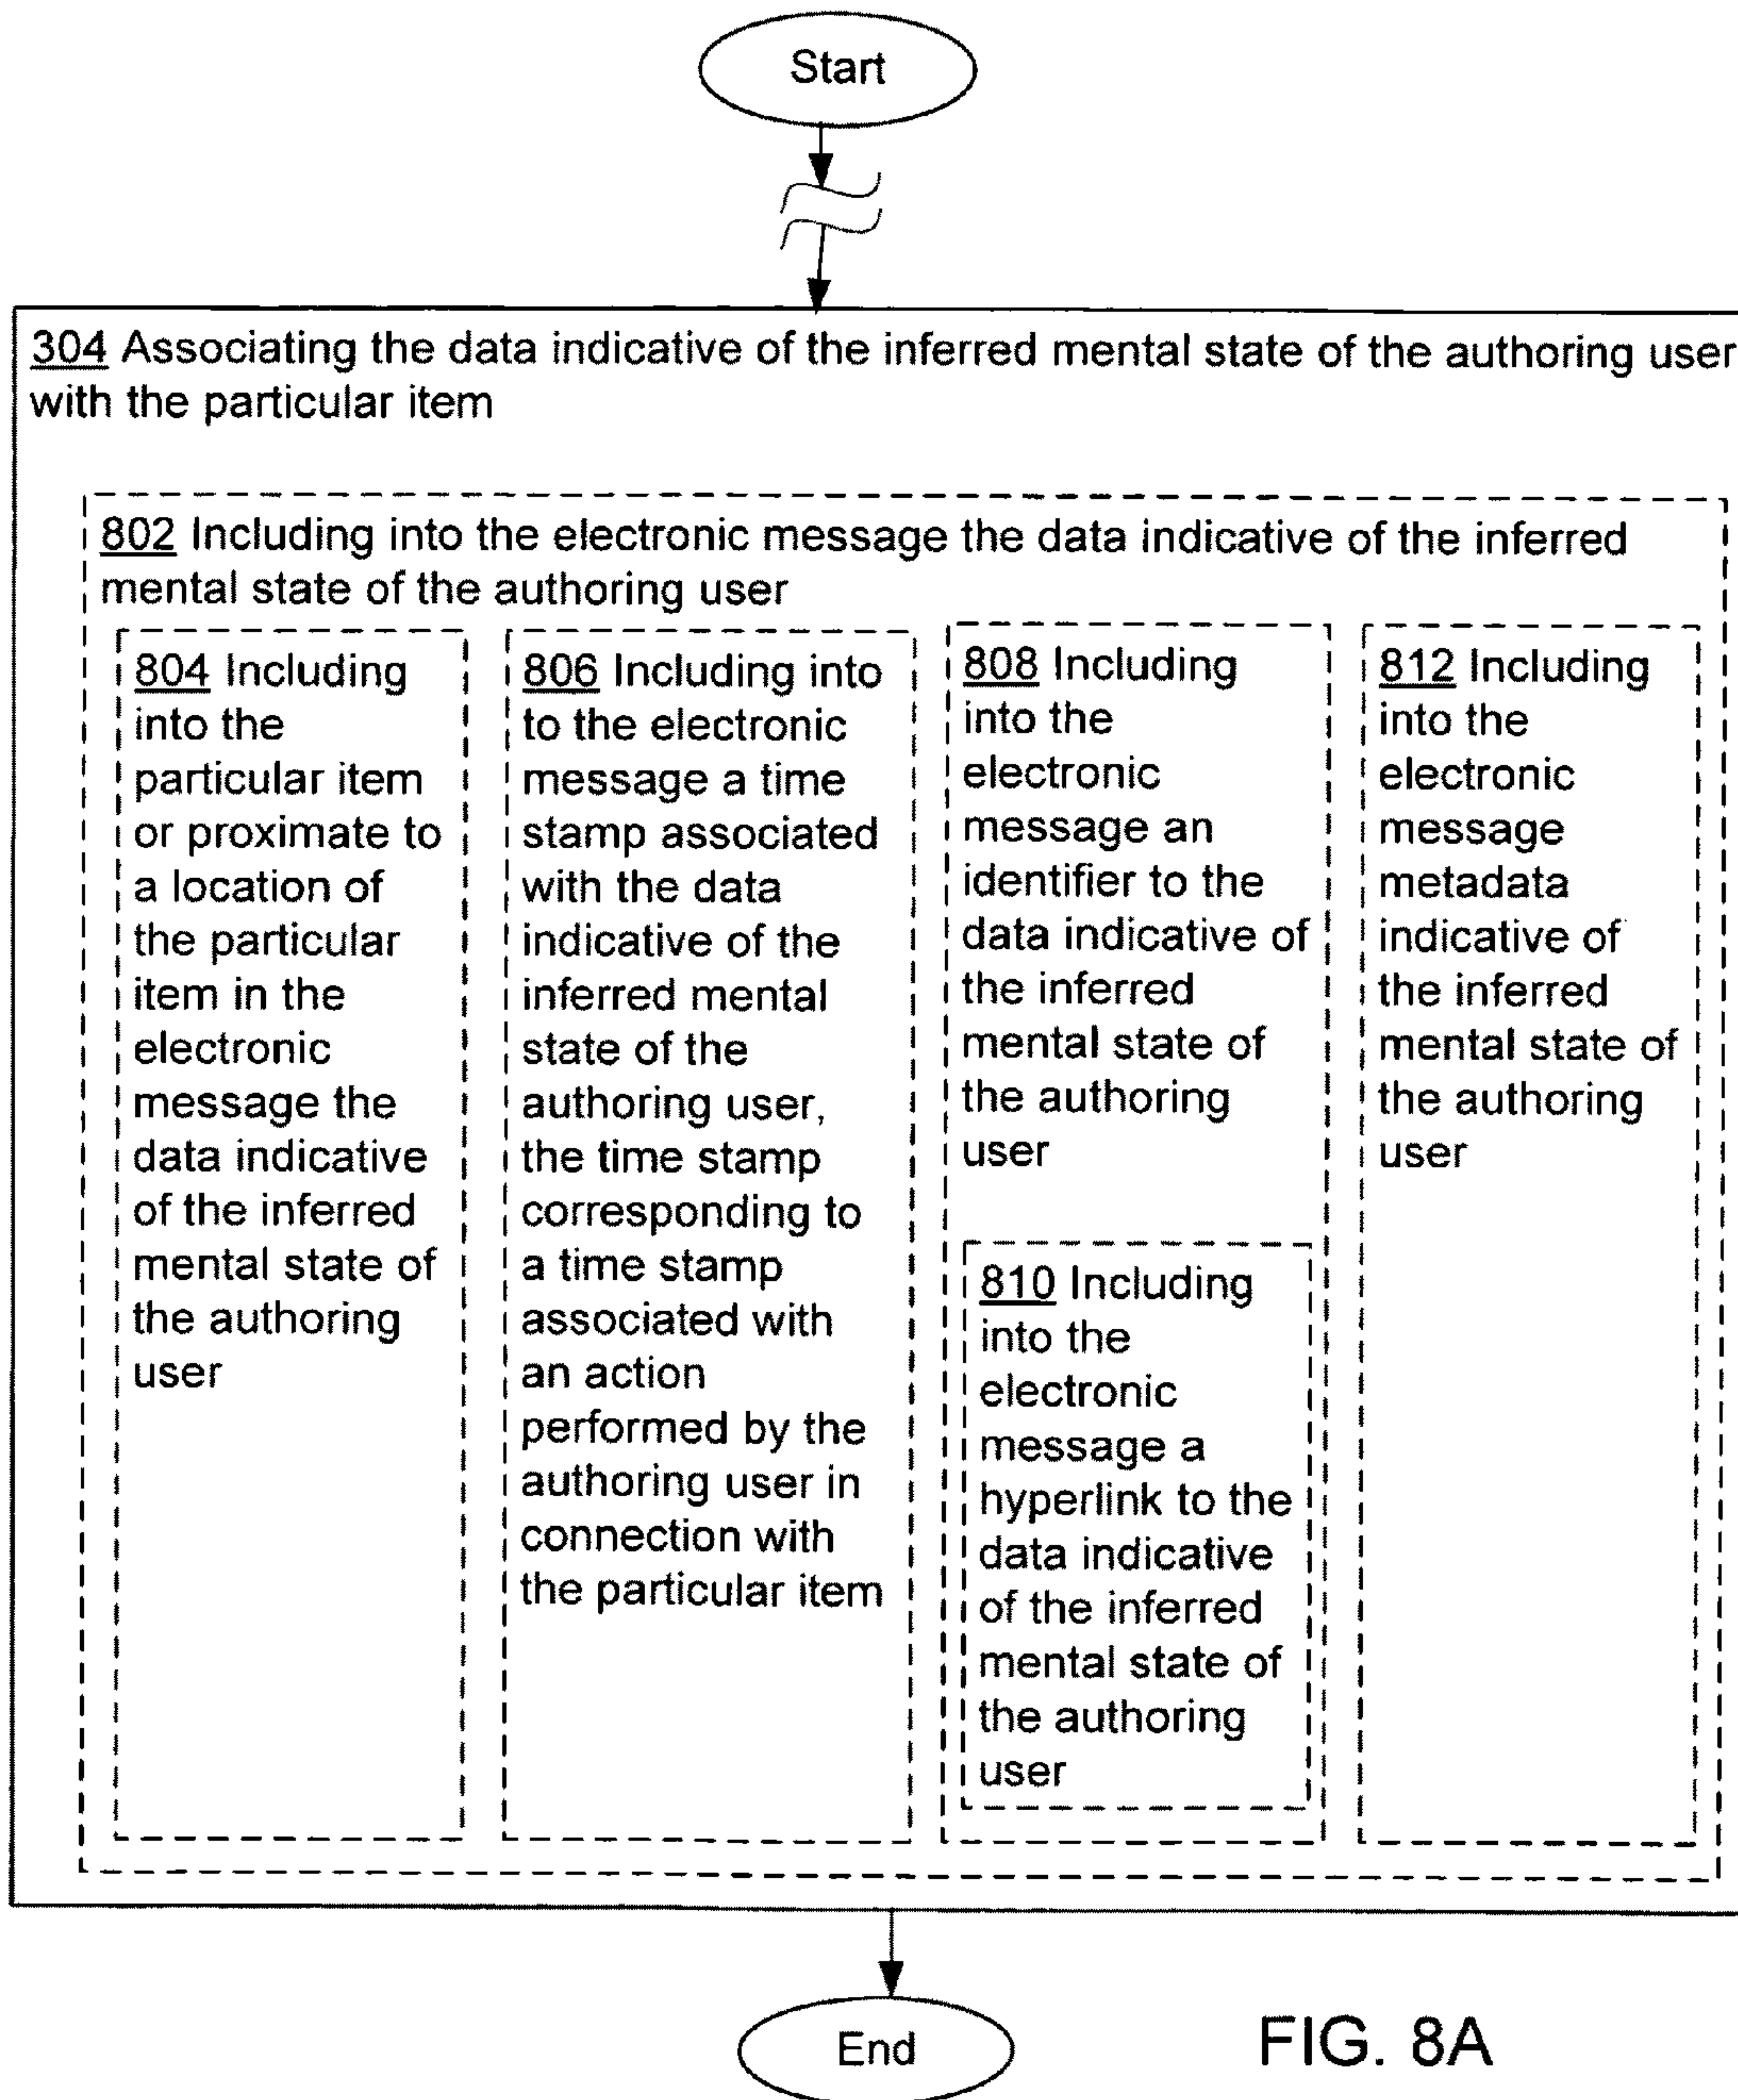 Start
304 Associating the data indicative of the inferred mental state of the authoring user
with the particular item
802 Including into the electronic message the data indicative of the inferred
mental state of the authoring user
804 Including
into the
particular item
or proximate to
a location of
the particular
item in the
electronic
message the
data indicative
of the inferred
mental state of
the authoring
user
806 Including into
to the electronic
message a time
stamp associated
with the data
indicative of the
inferred mental
state of the
authoring user,
the time stamp
corresponding to
a time stamp
associated with
an action
performed by the
authoring user in
connection with
the particular item
808 Including
into the
electronic
message an
identifier to the
data indicative of
the inferred
mental state of
the authoring
user
810 Including
into the
electronic
message a
hyperlink to the
data indicative
of the inferred
mental state of
the authoring
user
812 Including
into the
electronic
message
metadata
indicative of
the inferred
mental state of
the authoring
user
End
FIG. 8A